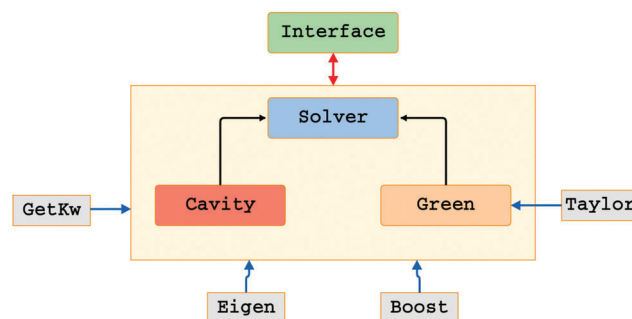 Interface
Solver
Cavity
Green
GetKw
Taylor
Eigen
Boost